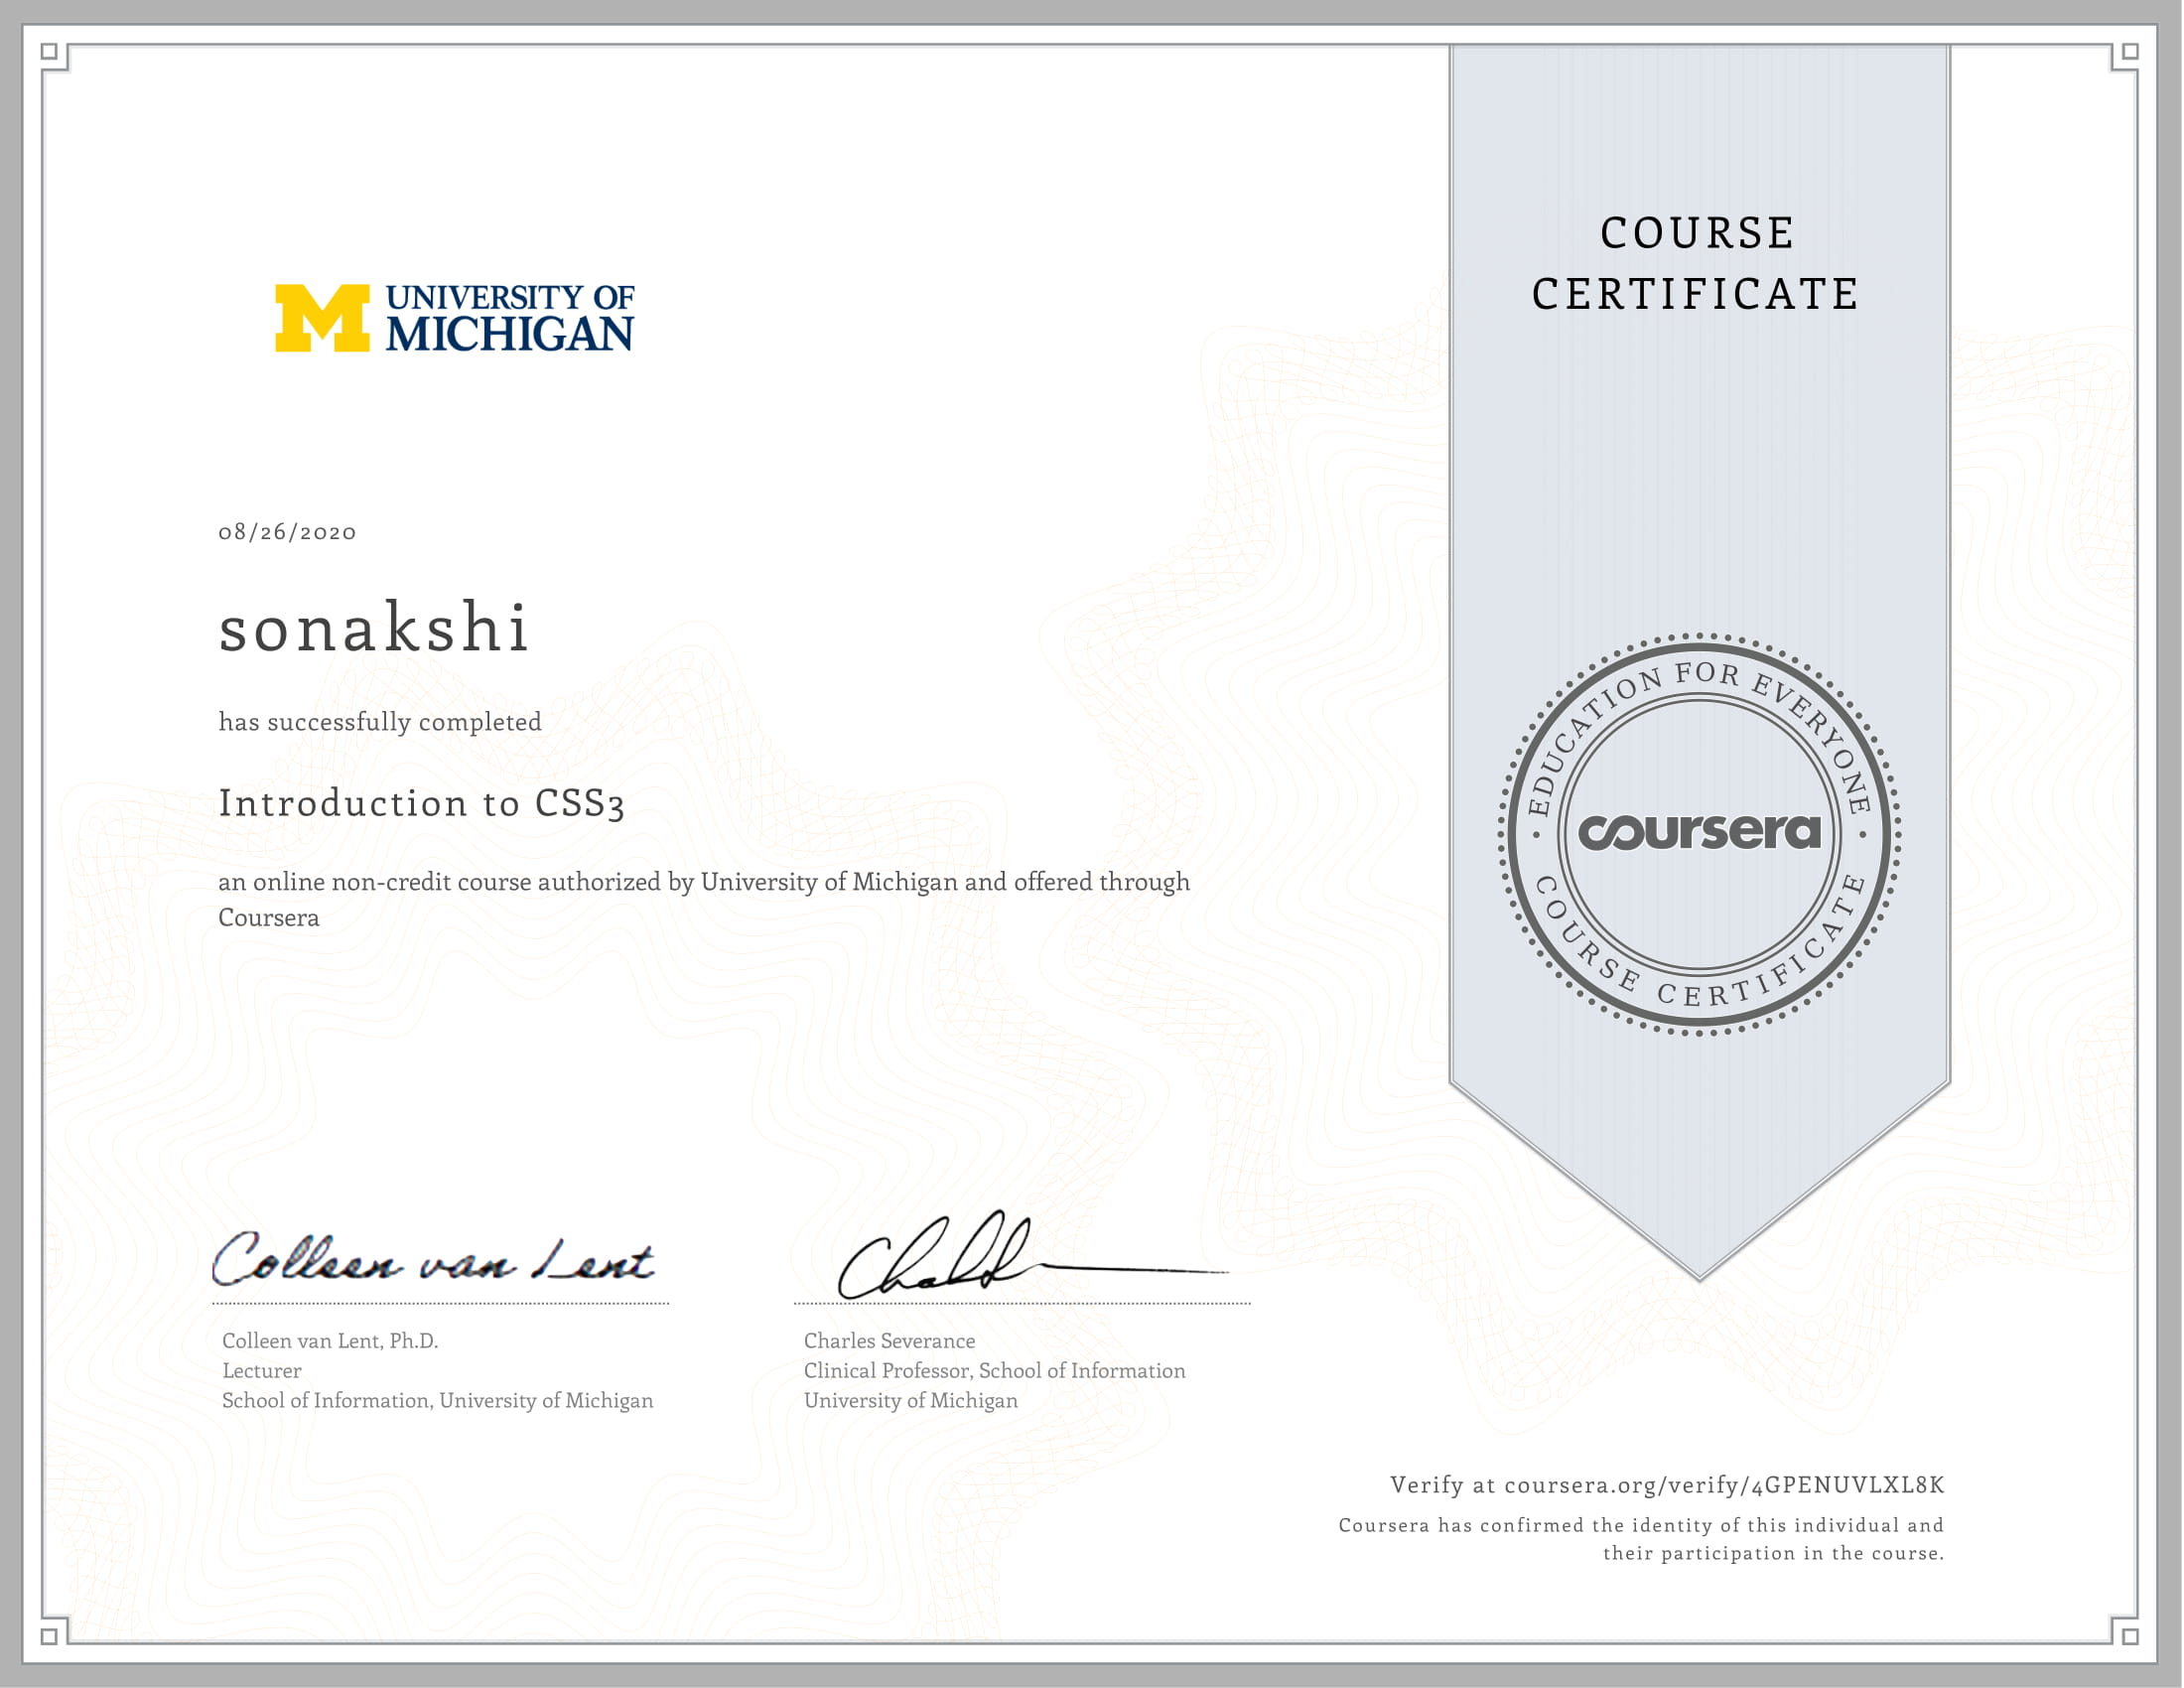 UNIVERSITY OF
MICHIGAN
COURSE
CERTIFICATE
08/26/2020
sonakshi
has successfully completed
Introduction to CSS3
an online non-credit course authorized by University of Michigan and offered through
Coursera
EDUCATION FOR EVERYONE
coursera
COURSE CERTIFICATE
Colleen van Lent
Colleen van Lent, Ph.D.
Lecturer
School of Information, University of Michigan
Charles Severance
Clinical Professor, School of Information
University of Michigan
Verify at coursera.org/verify/4GPENUVLXL8K
Coursera has confirmed the identity of this individual and
their participation in the course.